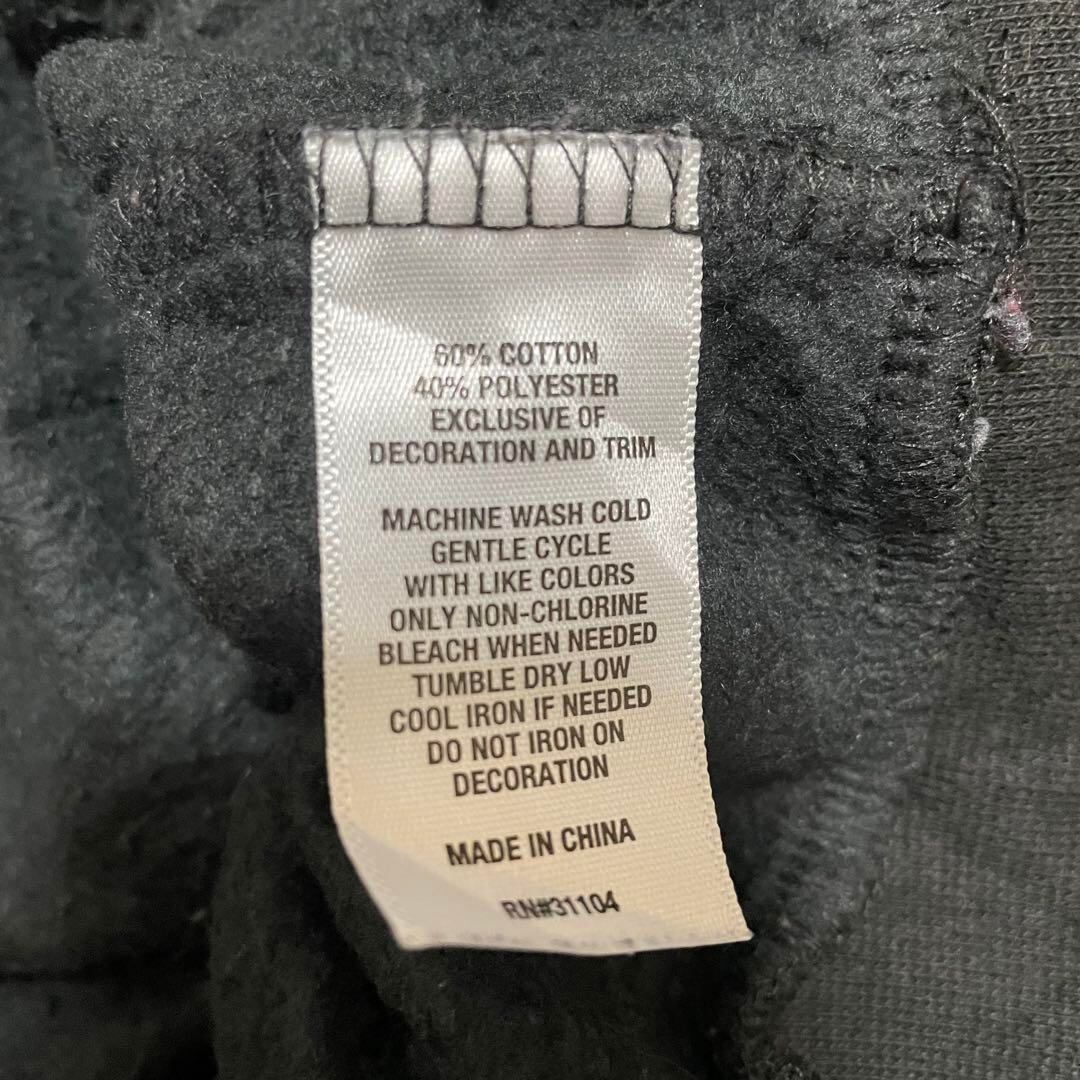 60% COTTON
40% POLYESTER
EXCLUSIVE OF
DECORATION AND TRIM
MACHINE WASH COLD
GENTLE CYCLE
WITH LIKE COLORS
ONLY NON-CHLORINE
BLEACH WHEN NEEDED
TUMBLE DRY LOW
COOL IRON IF NEEDED
DO NOT IRON ON
DECORATION
MADE IN CHINA
RN#31104